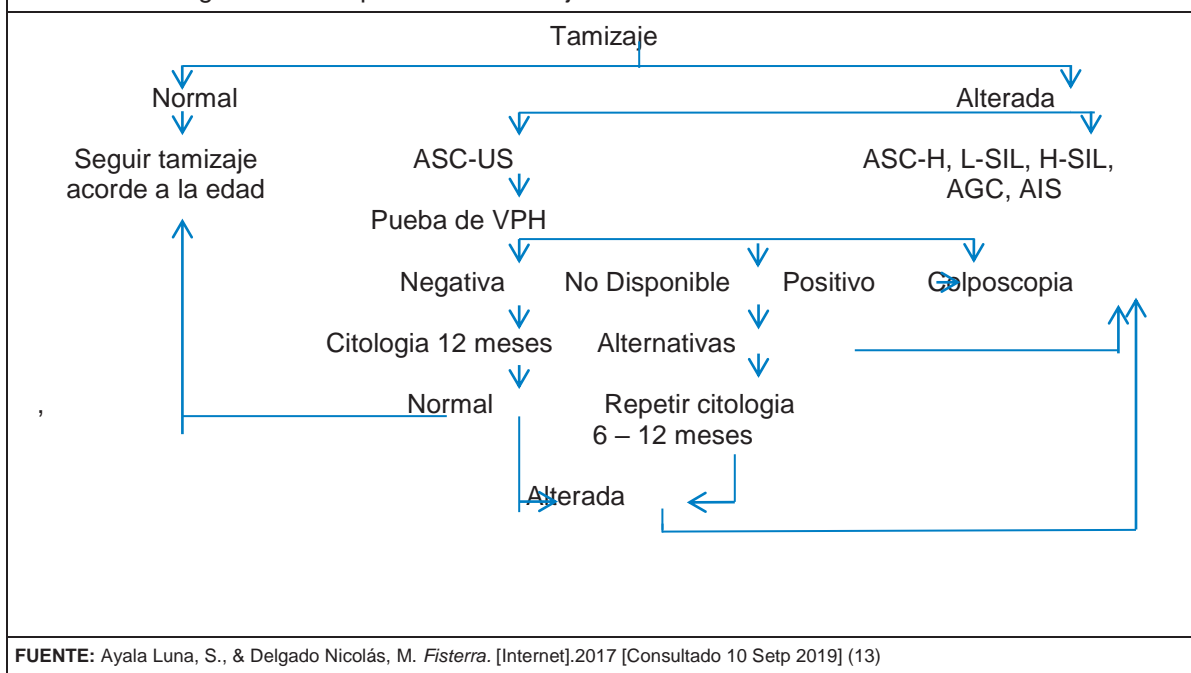 Tamizaje
Normal
Alterada
Seguir tamizaje
acorde a la edad
ASC-US
ASC-H, L-SIL, H-SIL,
AGC, AIS
Pueba de VPH
Negativa
No Disponible
Positivo
Colposcopia
Citologia 12 meses
Alternativas
,
Normal
Repetir citologia
6 – 12 meses
Alterada
FUENTE: Ayala Luna, S., & Delgado Nicolás, M. Fisterra. [Internet].2017 [Consultado 10 Setp 2019] (13)